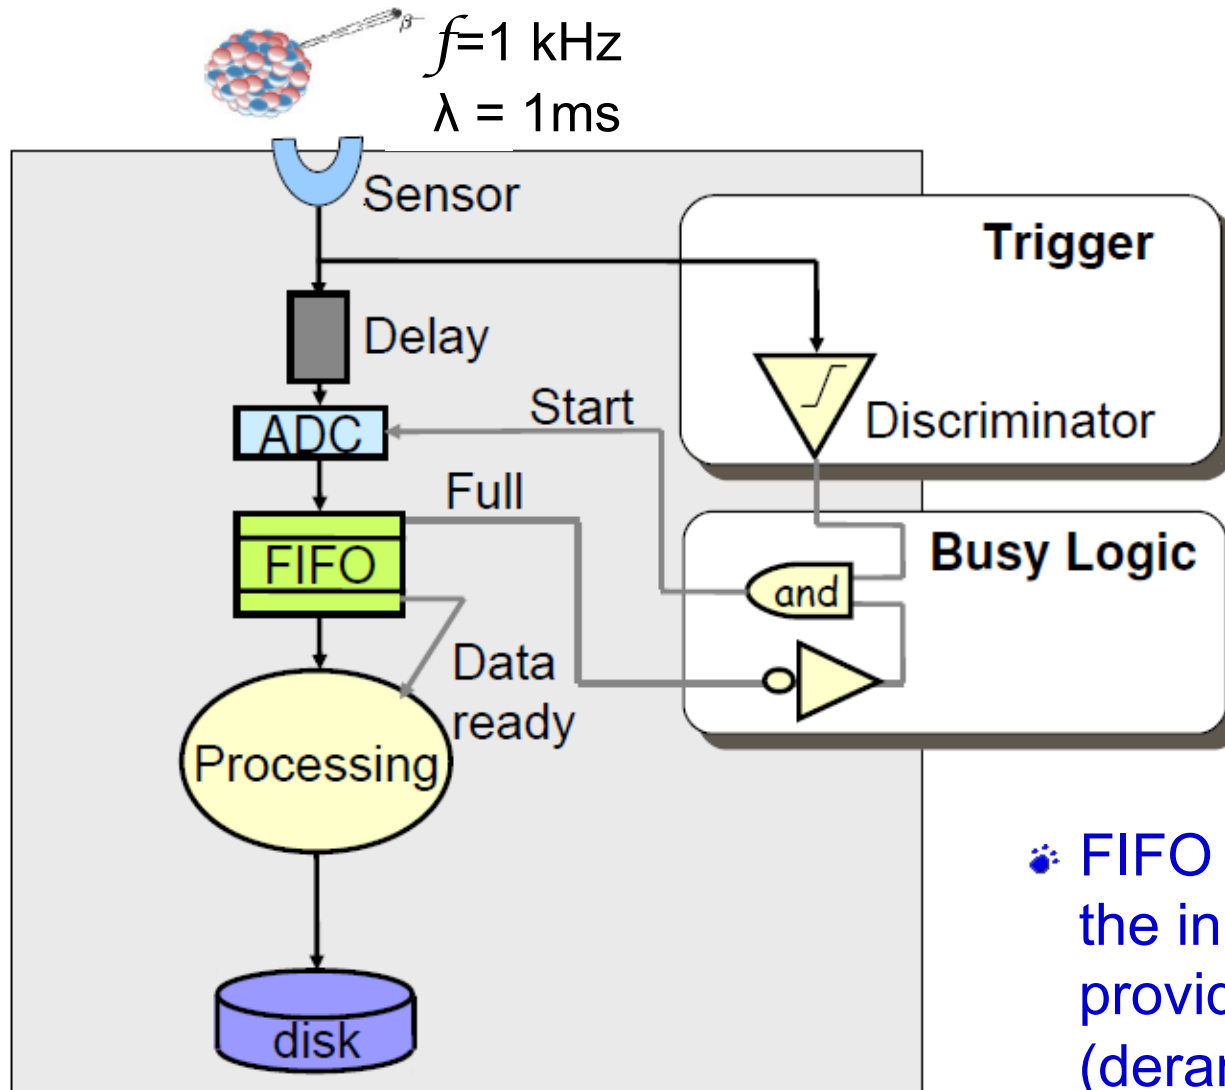 β-
f=1 kHz
λ = 1ms
Sensor
Trigger
Delay
Start
ADC
Discriminator
Full
Busy Logic
FIFO
and
Data
ready
Processing
FIFO
the in
provid
(deran
disk